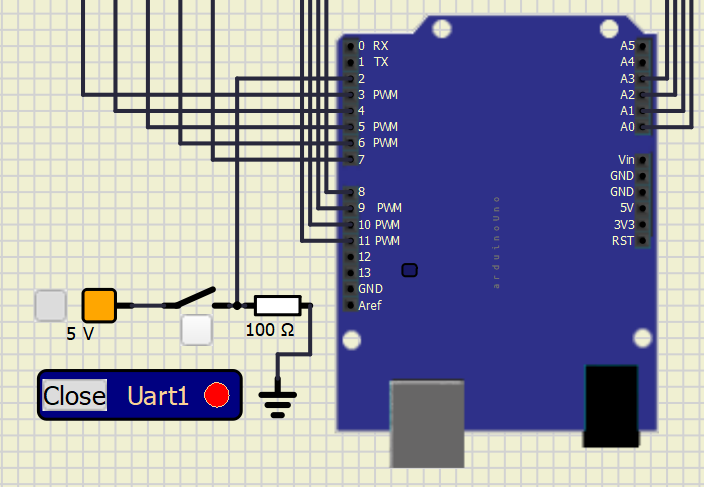 0 RX
1 TX
2
3 PWM
4
5 PWM
6 PWM
7
8
9 PWM
10 PWM
11 PWM
12
13
GND
Aref
A5
A4
A3
A2
A1
A0
Vin
GND
GND
5V
3V3
RST
arduinoUno
5 V
100 Ω
Close Uart1